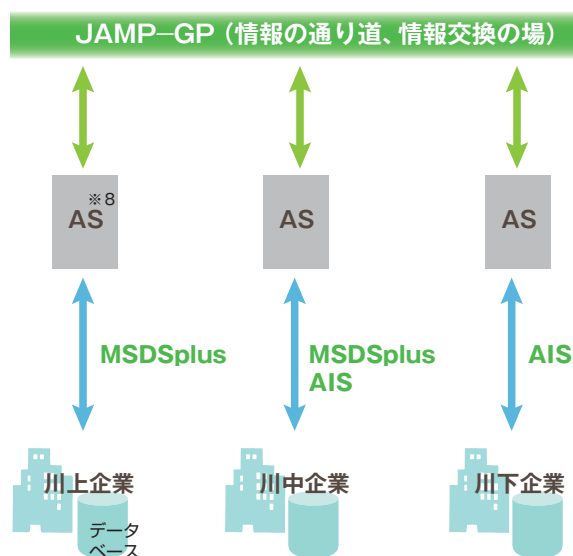 JAMP−GP（情報の通り道、情報交換の場）
※8
AS
AS
AS
MSDSplus
MSDSplus
AIS
AIS
川上企業
川中企業
川下企業
データ
ベース